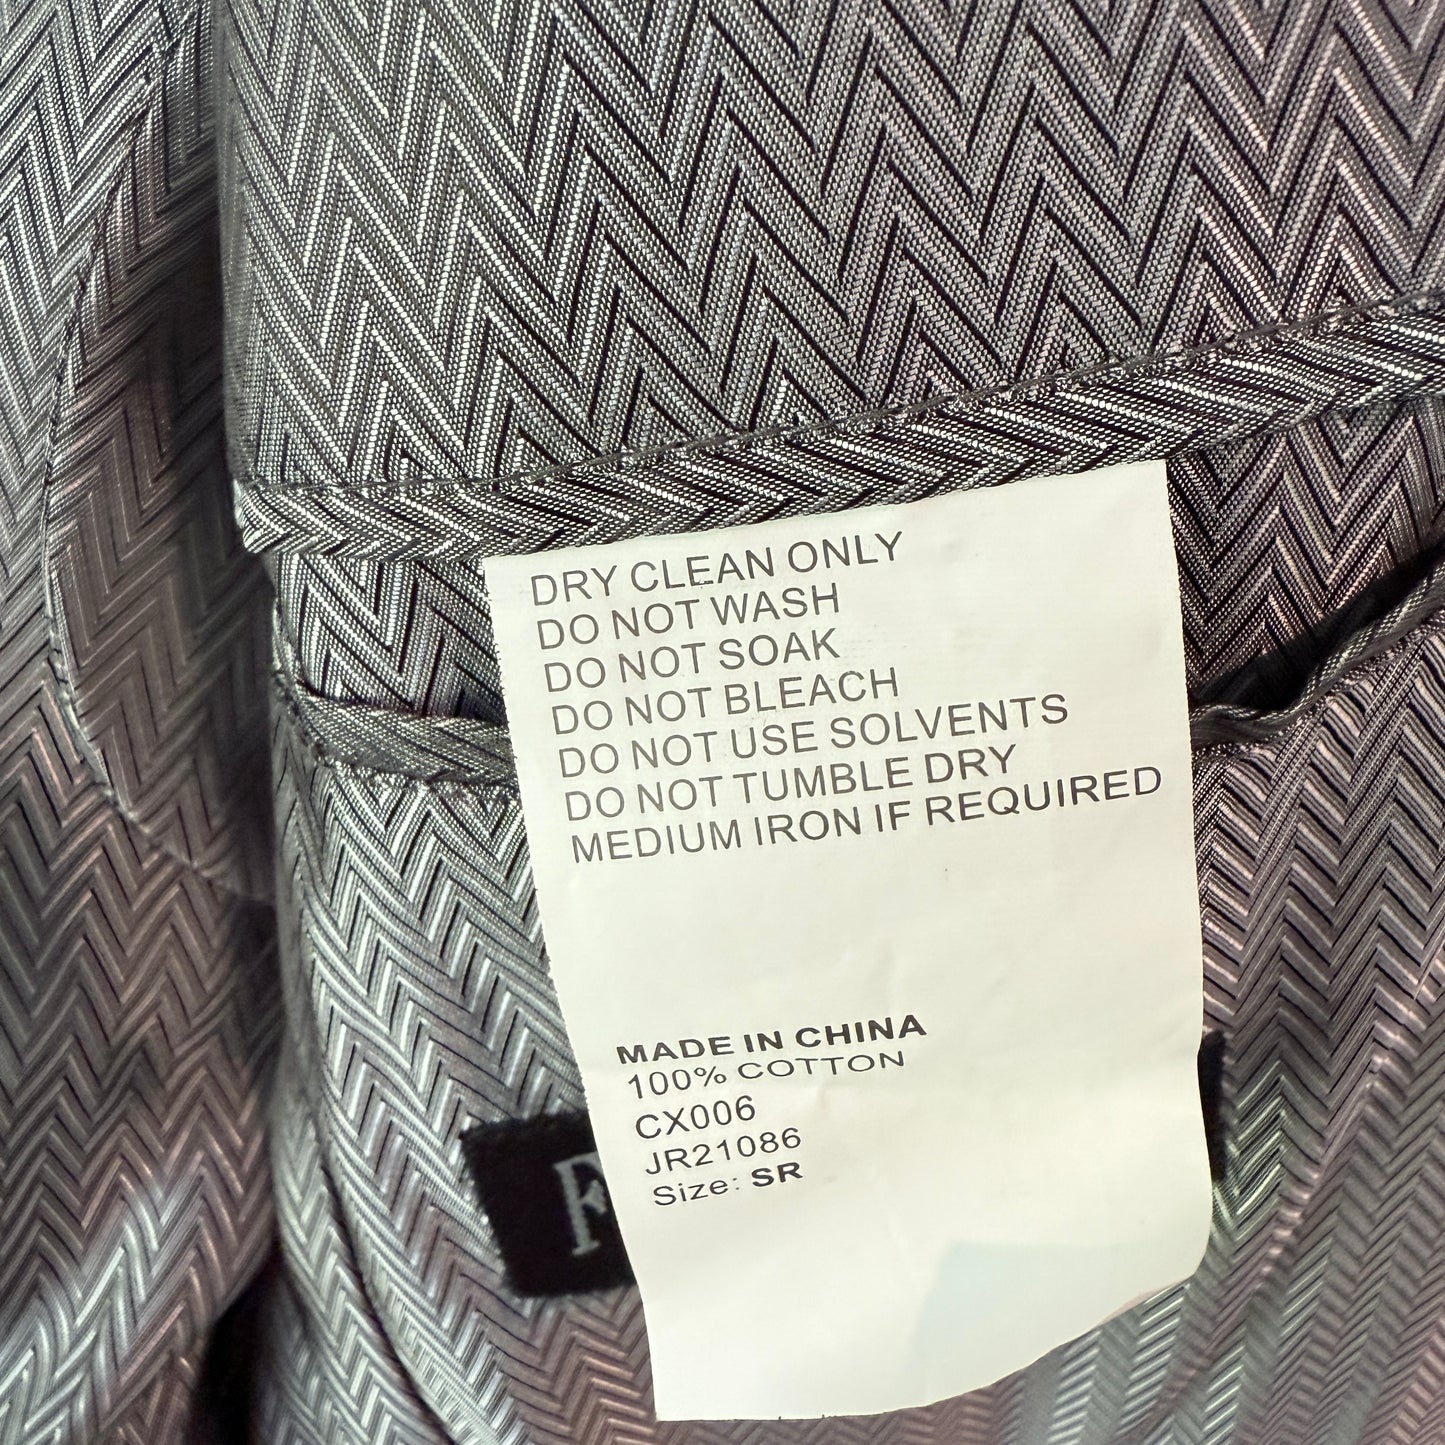 DRY CLEAN ONLY
DO NOT WASH
DO NOT SOAK
DO NOT BLEACH
DO NOT USE SOLVENTS
DO NOT TUMBLE DRY
MEDIUM IRON IF REQUIRED
MADE IN CHINA
100% COTTON
CX006
JR21086
Size: SR